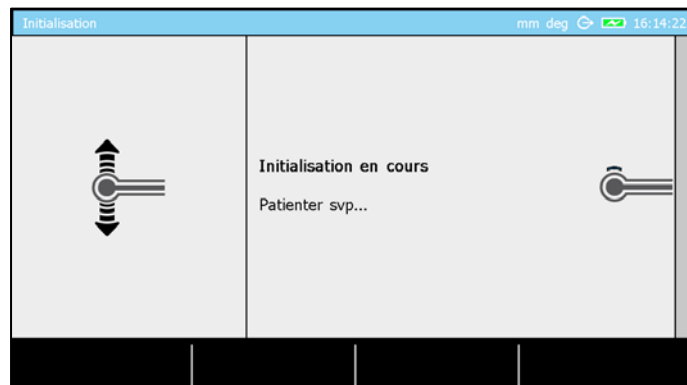 Initialisation mm deg 16:14:22
Initialisation en cours
Patienter svp...